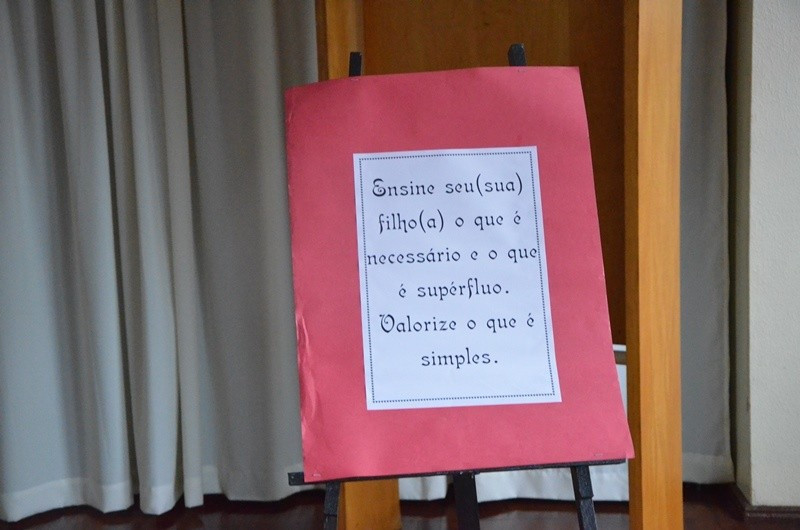 Ensine seu(sua)
filho(a) o que é
necessário e o que
é supérfluo.
Valorize o que é
simples.